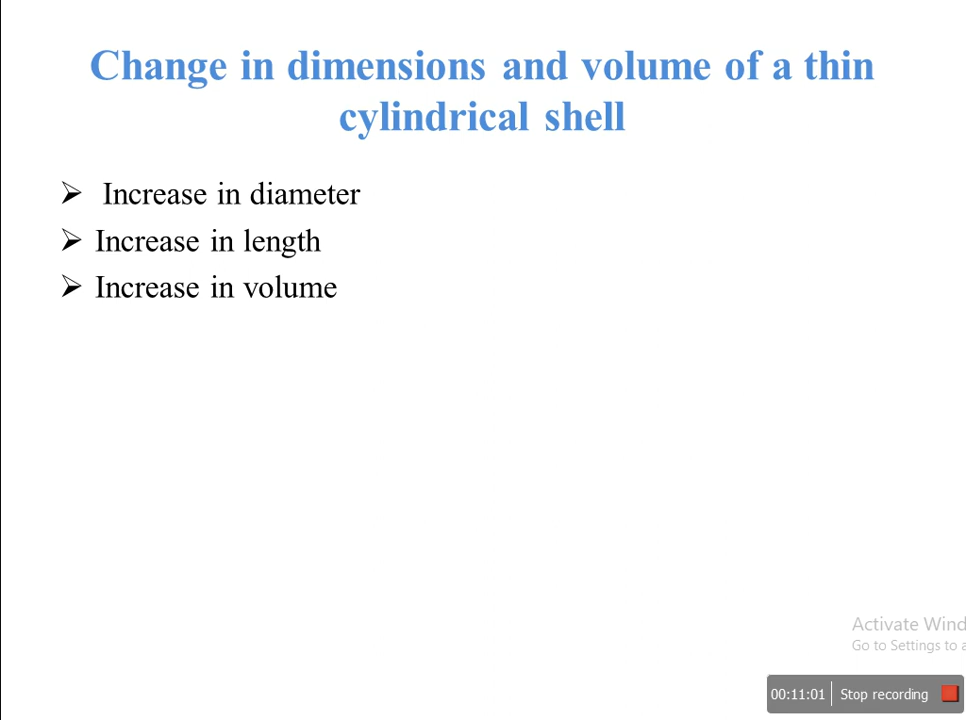 Change in dimensions and volume of a thin
cylindrical shell
Increase in diameter
Increase in length
Increase in volume
Activate Wind
Go to Settings to a
00:11:01 Stop recording